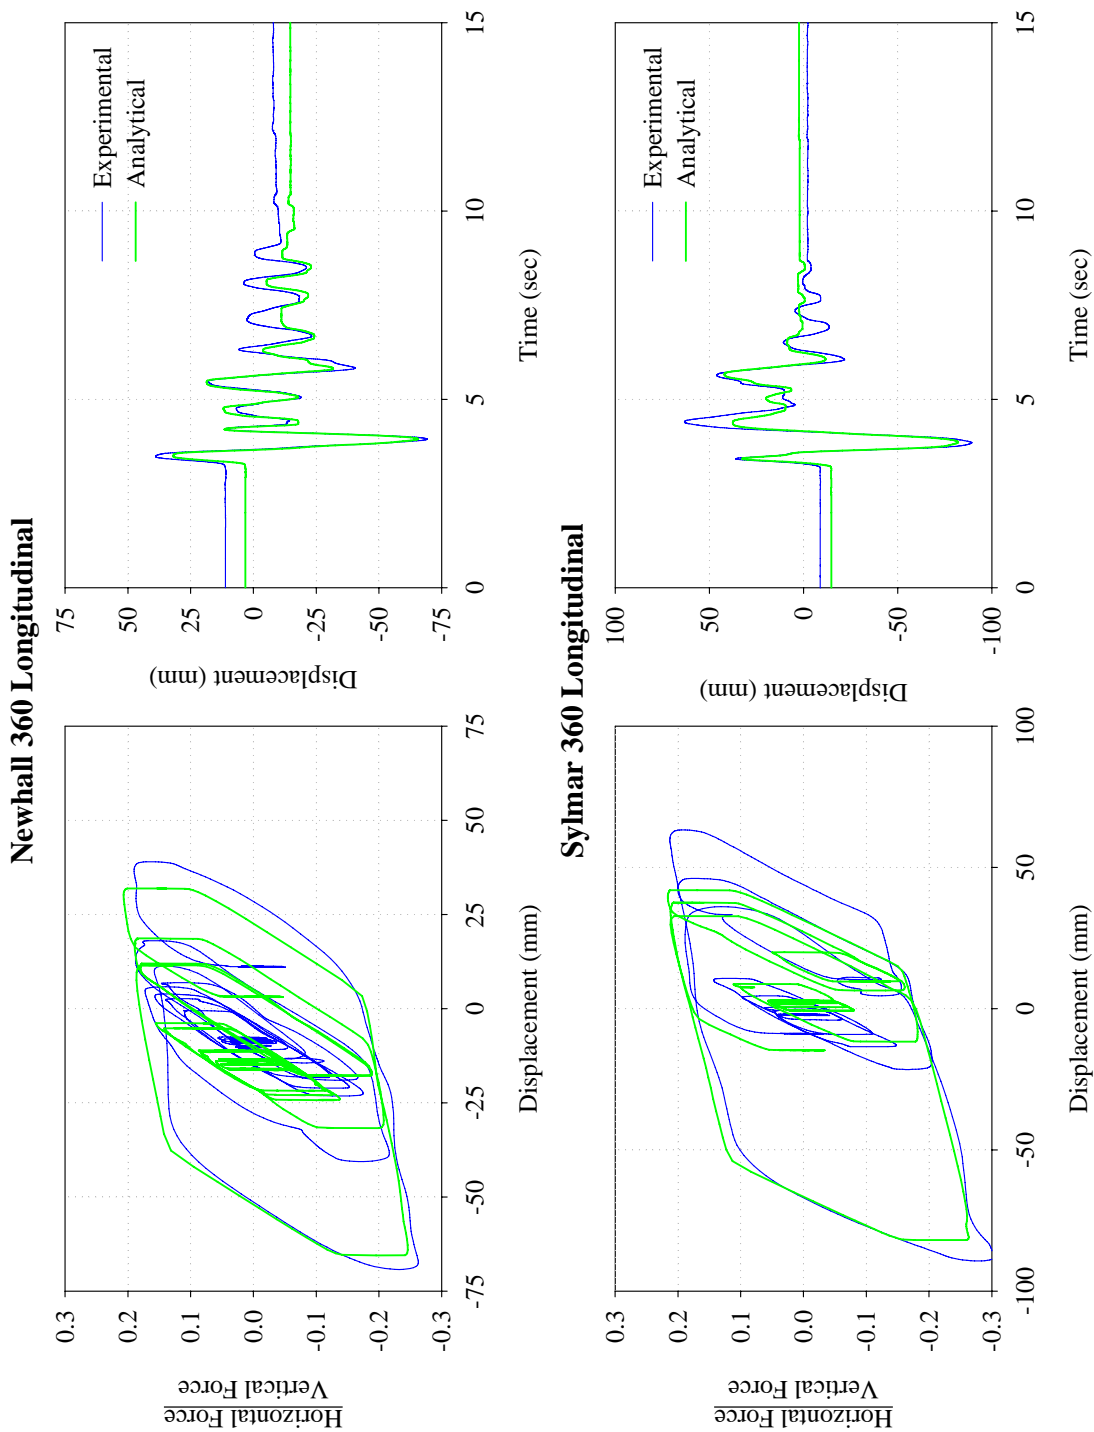 Newhall 360 Longitudinal
Horizontal Force
Vertical Force
0.3
0.2
0.1
0.0
-0.1
-0.2
-0.3
-75
-50
-25
0
25
50
75
Displacement (mm)
Displacement (mm)
75
50
25
0
-25
-50
-75
0
5
10
15
Time (sec)
Experimental
Analytical
Sylmar 360 Longitudinal
Horizontal Force
Vertical Force
0.3
0.2
0.1
0.0
-0.1
-0.2
-0.3
-100
-50
0
50
100
Displacement (mm)
Displacement (mm)
100
50
0
-50
-100
0
5
10
15
Time (sec)
Experimental
Analytical